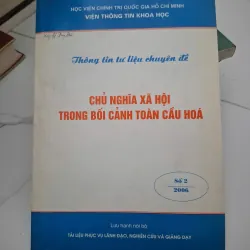 HỌC VIỆN CHÍNH TRỊ QUỐC GIA HỒ CHÍ MINH
VIỆN THÔNG TIN KHOA HỌC
Thông tin tư liệu chuyên đề
CHỦ NGHĨA XÃ HỘI
TRONG BỐI CẢNH TOÀN CẦU HOÁ
Số 2
2006
Lưu hành nội bộ
TÀI LIỆU PHỤC VỤ LÃNH ĐẠO, NGHIÊN CỨU VÀ GIẢNG DẠY